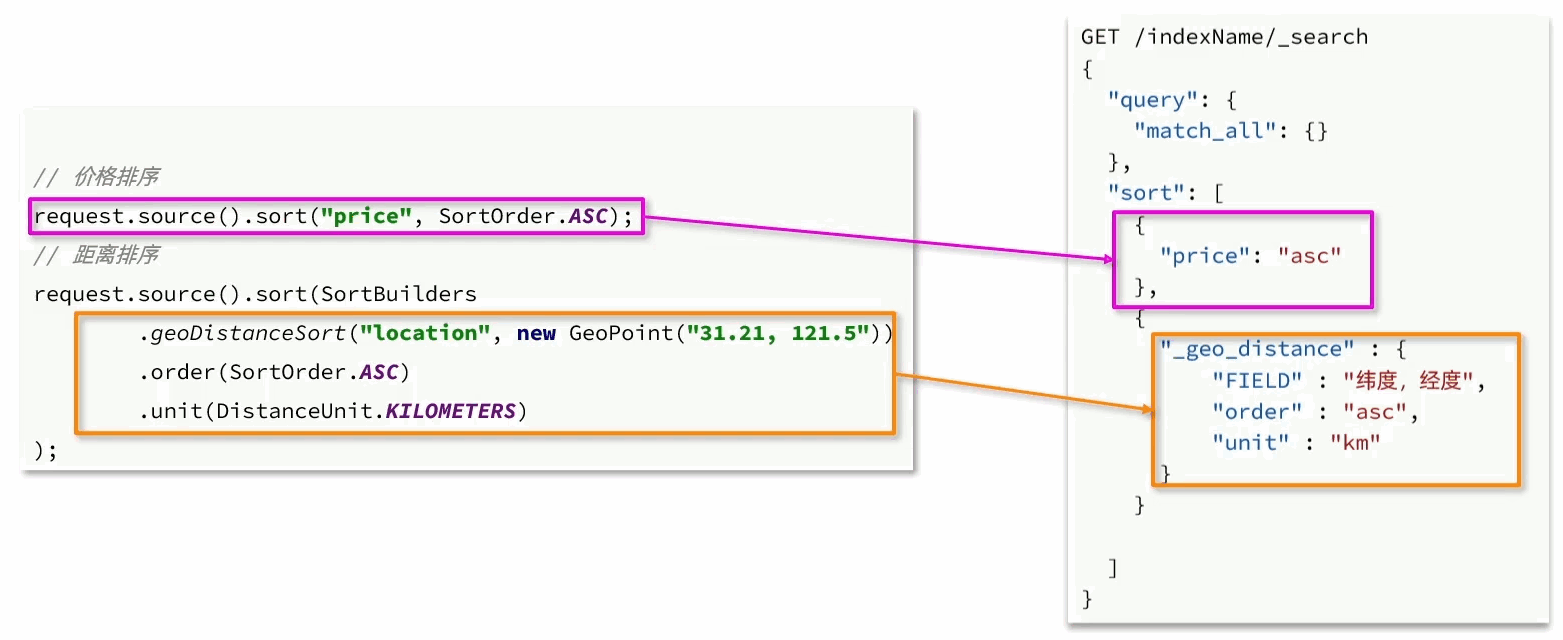 // 价格排序
request.source().sort("price", SortOrder.ASC);
// 距离排序
request.source().sort(SortBuilders
.geoDistanceSort("location", new GeoPoint("31.21, 121.5"))
.order(SortOrder.ASC)
.unit(DistanceUnit.KILOMETERS)
);
GET /indexName/_search
{
"query": {
"match_all": {}
},
"sort": [
{
"price": "asc"
},
{
"_geo_distance" : {
"FIELD" : "纬度，经度",
"order" : "asc",
"unit" : "km"
}
}
]
}